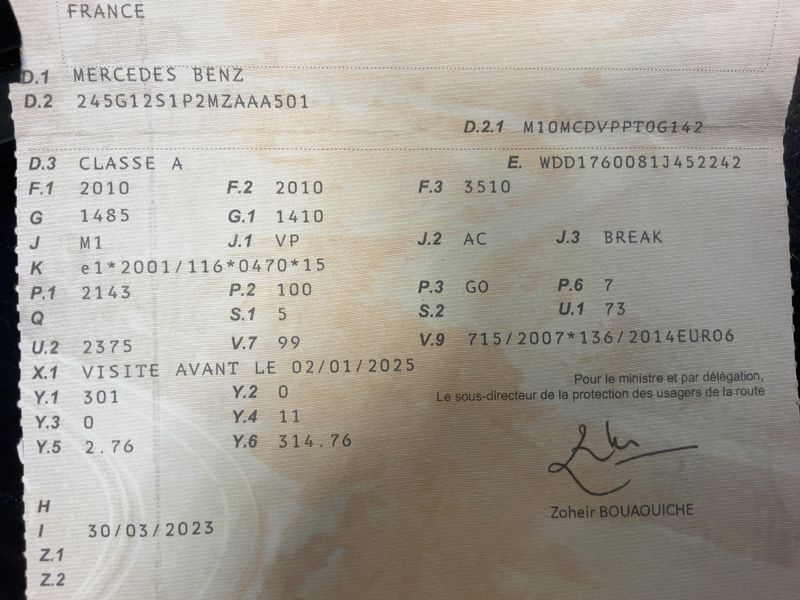 FRANCE
D.1 MERCEDES BENZ
D.2 245G12S1P2MZAAA501
D.2.1 M10MCDVPPT0G142
D.3 CLASSE A E. WDD1760081J452242
F.1 2010 F.2 2010 F.3 3510
G 1485 G.1 1410
J M1 J.1 VP J.2 AC J.3 BREAK
K e1*2001/116*0470*15
P.1 2143 P.2 100 P.3 GO P.6 7
Q S.1 5 S.2 U.1 73
U.2 2375 V.7 99 V.9 715/2007*136/2014EURO6
X.1 VISITE AVANT LE 02/01/2025
Pour le ministre et par délégation,
Y.1 301 Y.2 0 Le sous-directeur de la protection des usagers de la route
Y.3 0 Y.4 11
Y.5 2.76 Y.6 314.76
H
Zoheir BOUAOUICHE
I 30/03/2023
Z.1
Z.2